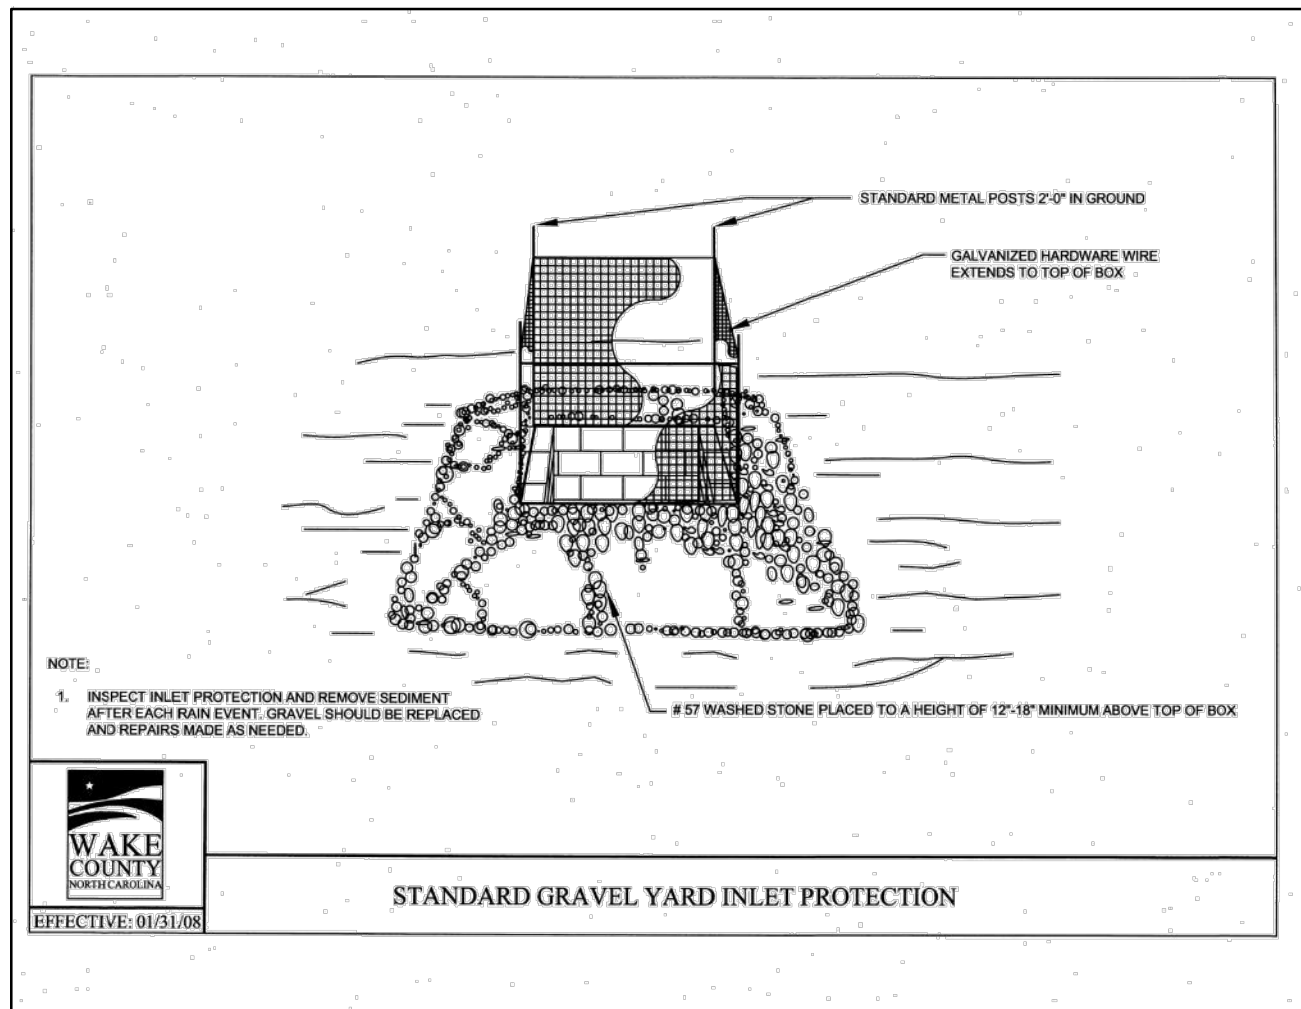 STANDARD METAL POSTS 2'-0" IN GROUND
GALVANIZED HARDWARE WIRE
EXTENDS TO TOP OF BOX
NOTE:
1. INSPECT INLET PROTECTION AND REMOVE SEDIMENT
AFTER EACH RAIN EVENT. GRAVEL SHOULD BE REPLACED
AND REPAIRS MADE AS NEEDED.
# 57 WASHED STONE PLACED TO A HEIGHT OF 12"-18" MINIMUM ABOVE TOP OF BOX
WAKE
COUNTY
NORTH CAROLINA
EFFECTIVE: 01/31/08
STANDARD GRAVEL YARD INLET PROTECTION